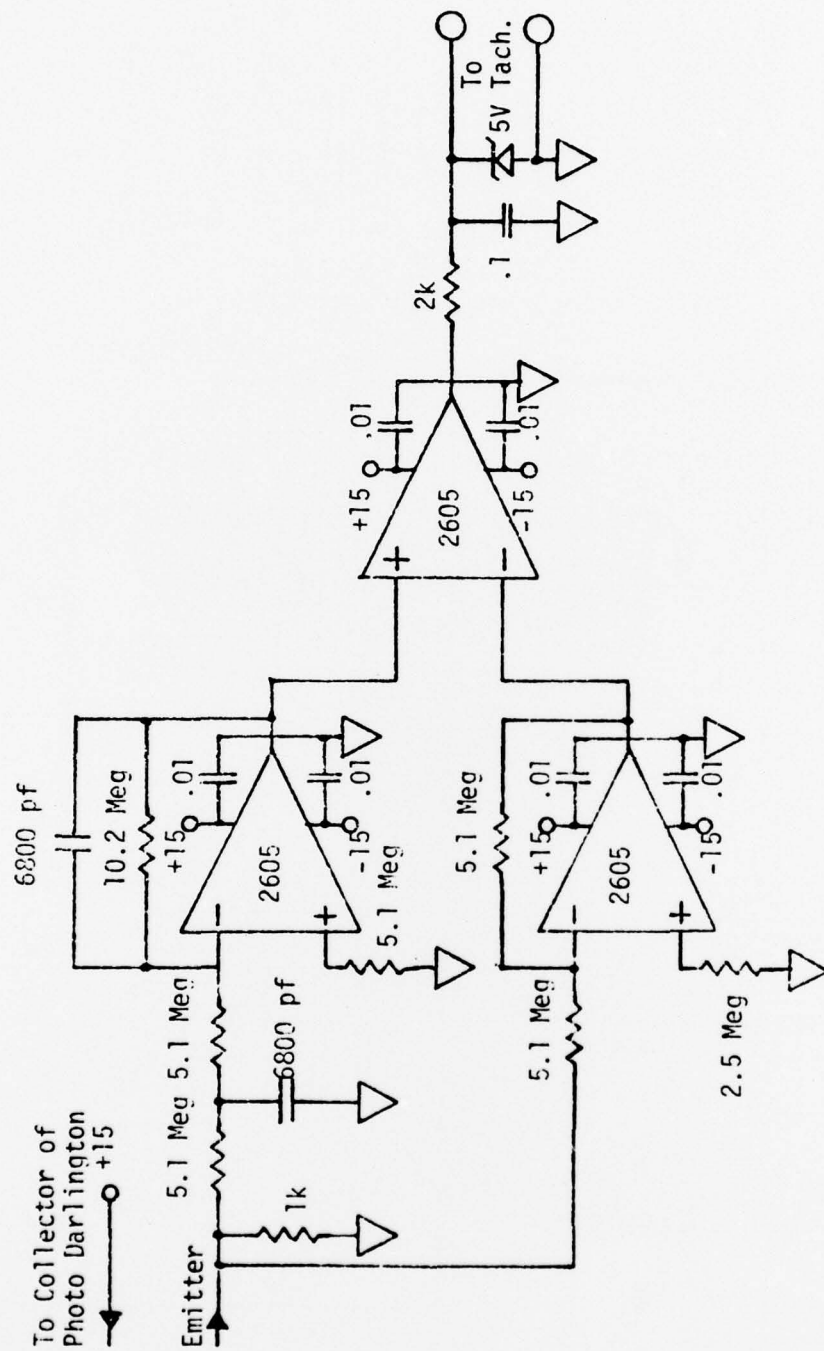 To Collector of
Photo Darlington
+15
Emitter
1k
5.1 Meg
5.1 Meg
6800 pf
6800 pf
10.2 Meg
+15
.01
-
2605
+
-15
.01
5.1 Meg
5.1 Meg
5.1 Meg
+15
.01
-
2605
+
-15
.01
2.5 Meg
+15
.01
+
2605
-
-15
.01
2k
.1
5V
To
Tach.